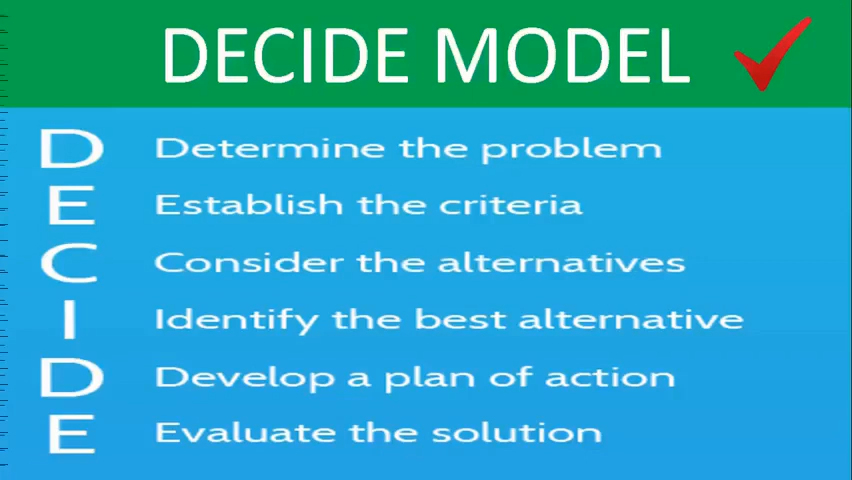 DECIDE MODEL
D Determine the problem
E Establish the criteria
C Consider the alternatives
I Identify the best alternative
D Develop a plan of action
E Evaluate the solution